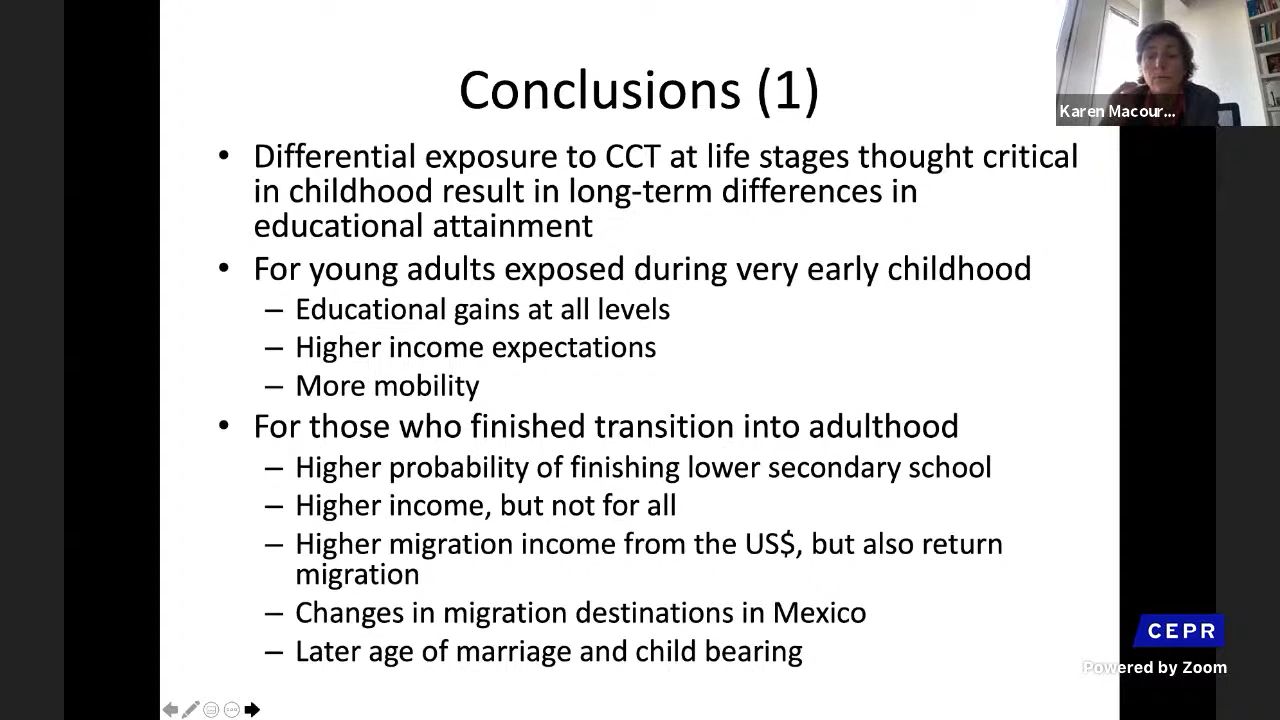 Conclusions (1)
Karen Macour...
• Differential exposure to CCT at life stages thought critical
in childhood result in long-term differences in
educational attainment
• For young adults exposed during very early childhood
– Educational gains at all levels
– Higher income expectations
– More mobility
• For those who finished transition into adulthood
– Higher probability of finishing lower secondary school
– Higher income, but not for all
– Higher migration income from the US$, but also return
migration
– Changes in migration destinations in Mexico
– Later age of marriage and child bearing
CEPR
Powered by Zoom